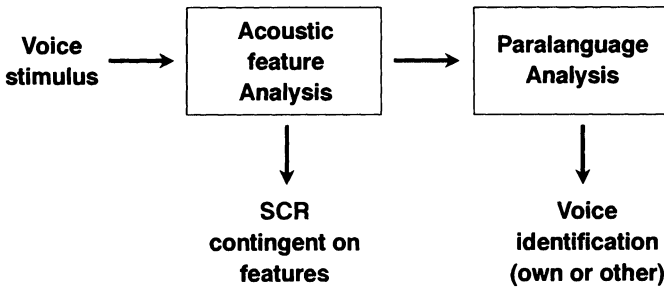 Voice
stimulus
Acoustic
feature
Analysis
Paralanguage
Analysis
SCR
contingent on
features
Voice
identification
(own or other)